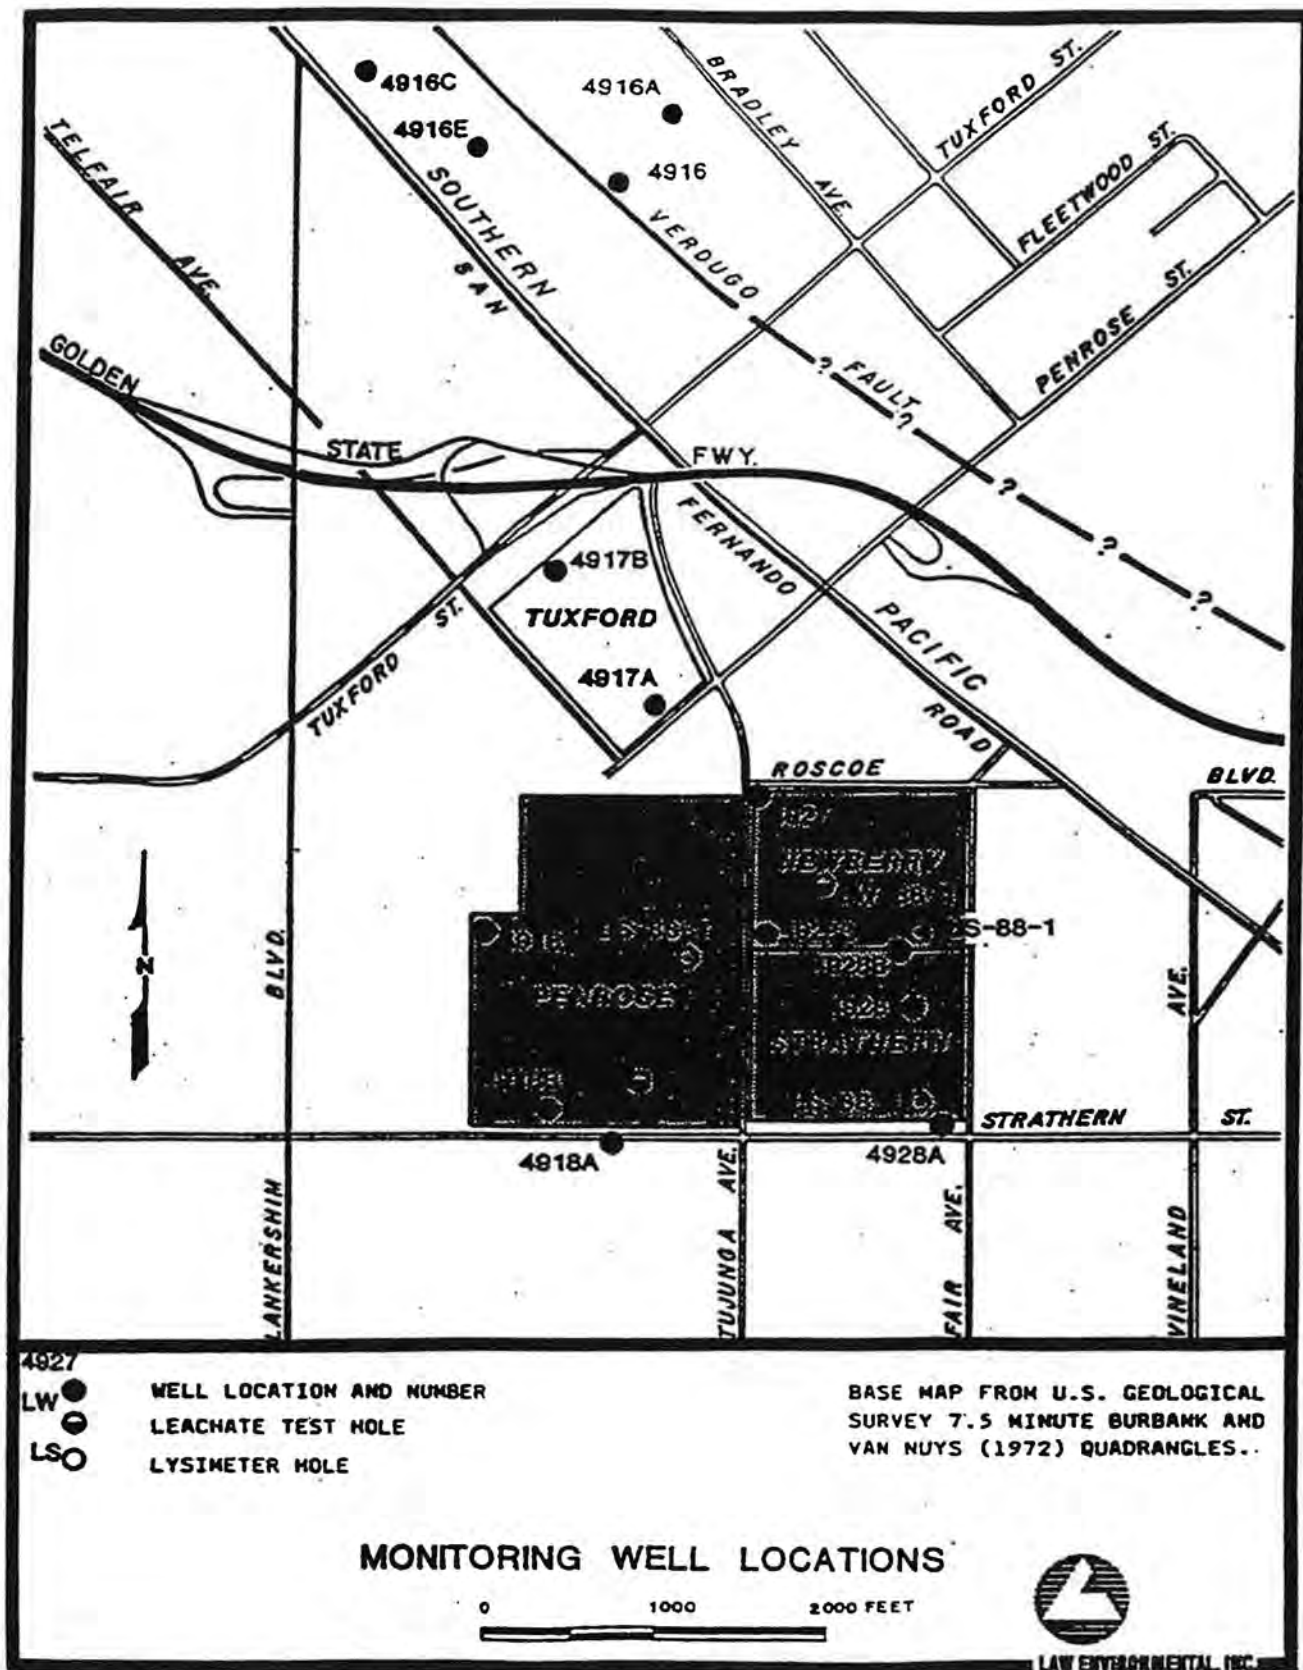 4916C
4916A
4916E
4916
BRADLEY AVE.
TUXFORD ST.
FLEETWOOD ST.
PENROSE ST.
TELFAIR AVE.
SOUTHERN
SAN
VERDUGO
? FAULT ?
?
?
?
GOLDEN
STATE
FWY.
FERNANDO
PACIFIC
ROAD
4917B
TUXFORD
4917A
TUXFORD ST.
ROSCOE
BLVD.
NEWBERRY
S-88-1
4928B
PENROSE
STRATHERN
N
BLVD.
AVE.
STRATHERN ST.
4918A
4928A
LANKERSHIM
TUJUNGA AVE.
FAIR AVE.
VINELAND
4927
LW
WELL LOCATION AND NUMBER
LEACHATE TEST HOLE
LS
LYSIMETER HOLE
BASE MAP FROM U.S. GEOLOGICAL
SURVEY 7.5 MINUTE BURBANK AND
VAN NUYS (1972) QUADRANGLES.
MONITORING WELL LOCATIONS
0 1000 2000 FEET
LAW ENVIRONMENTAL, INC.